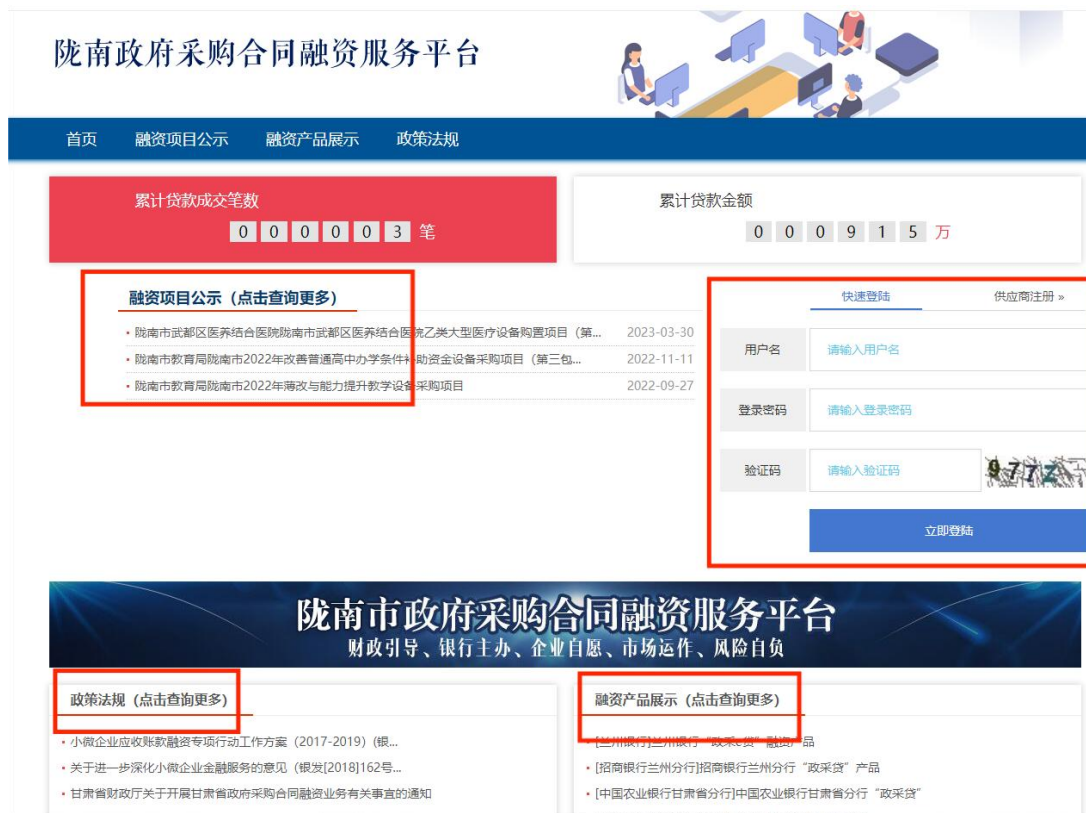 陇南政府采购合同融资服务平台
首页 融资项目公示 融资产品展示 政策法规
累计贷款成交笔数
0 0 0 0 0 3 笔
累计贷款金额
0 0 0 9 1 5 万
融资项目公示（点击查询更多）
• 陇南市武都区医养结合医院陇南市武都区医养结合医院乙类大型医疗设备购置项目（第... 2023-03-30
• 陇南市教育局陇南市2022年改善普通高中办学条件补助资金设备采购项目（第三包... 2022-11-11
• 陇南市教育局陇南市2022年薄改与能力提升教学设备采购项目 2022-09-27
快速登陆 供应商注册 »
用户名 请输入用户名
登录密码 请输入登录密码
验证码 请输入验证码 977Z
立即登陆
陇南市政府采购合同融资服务平台
财政引导、银行主办、企业自愿、市场运作、风险自负
政策法规（点击查询更多）
• 小微企业应收账款融资专项行动工作方案（2017-2019）(银...
• 关于进一步深化小微企业金融服务的意见（银发[2018]162号...
• 甘肃省财政厅关于开展甘肃省政府采购合同融资业务有关事宜的通知
融资产品展示（点击查询更多）
• [兰州银行]兰州银行“政采e贷”融资产品
• [招商银行兰州分行]招商银行兰州分行“政采贷”产品
• [中国农业银行甘肃省分行]中国农业银行甘肃省分行“政采贷”